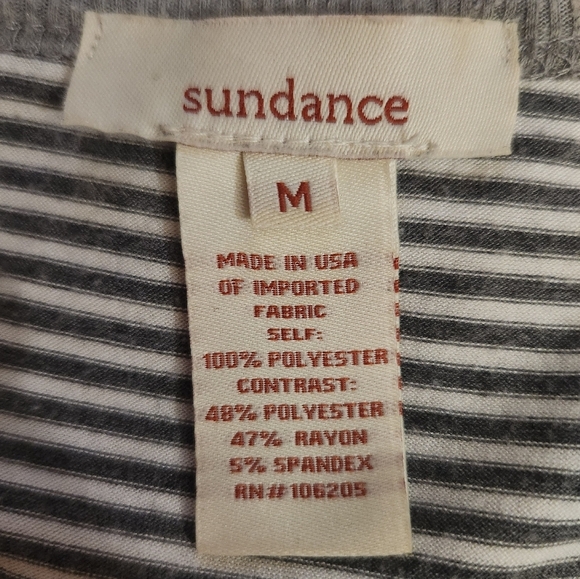 sundance
M
MADE IN USA
OF IMPORTED
FABRIC
SELF:
100% POLYESTER
CONTRAST:
48% POLYESTER
47% RAYON
5% SPANDEX
RN#106205